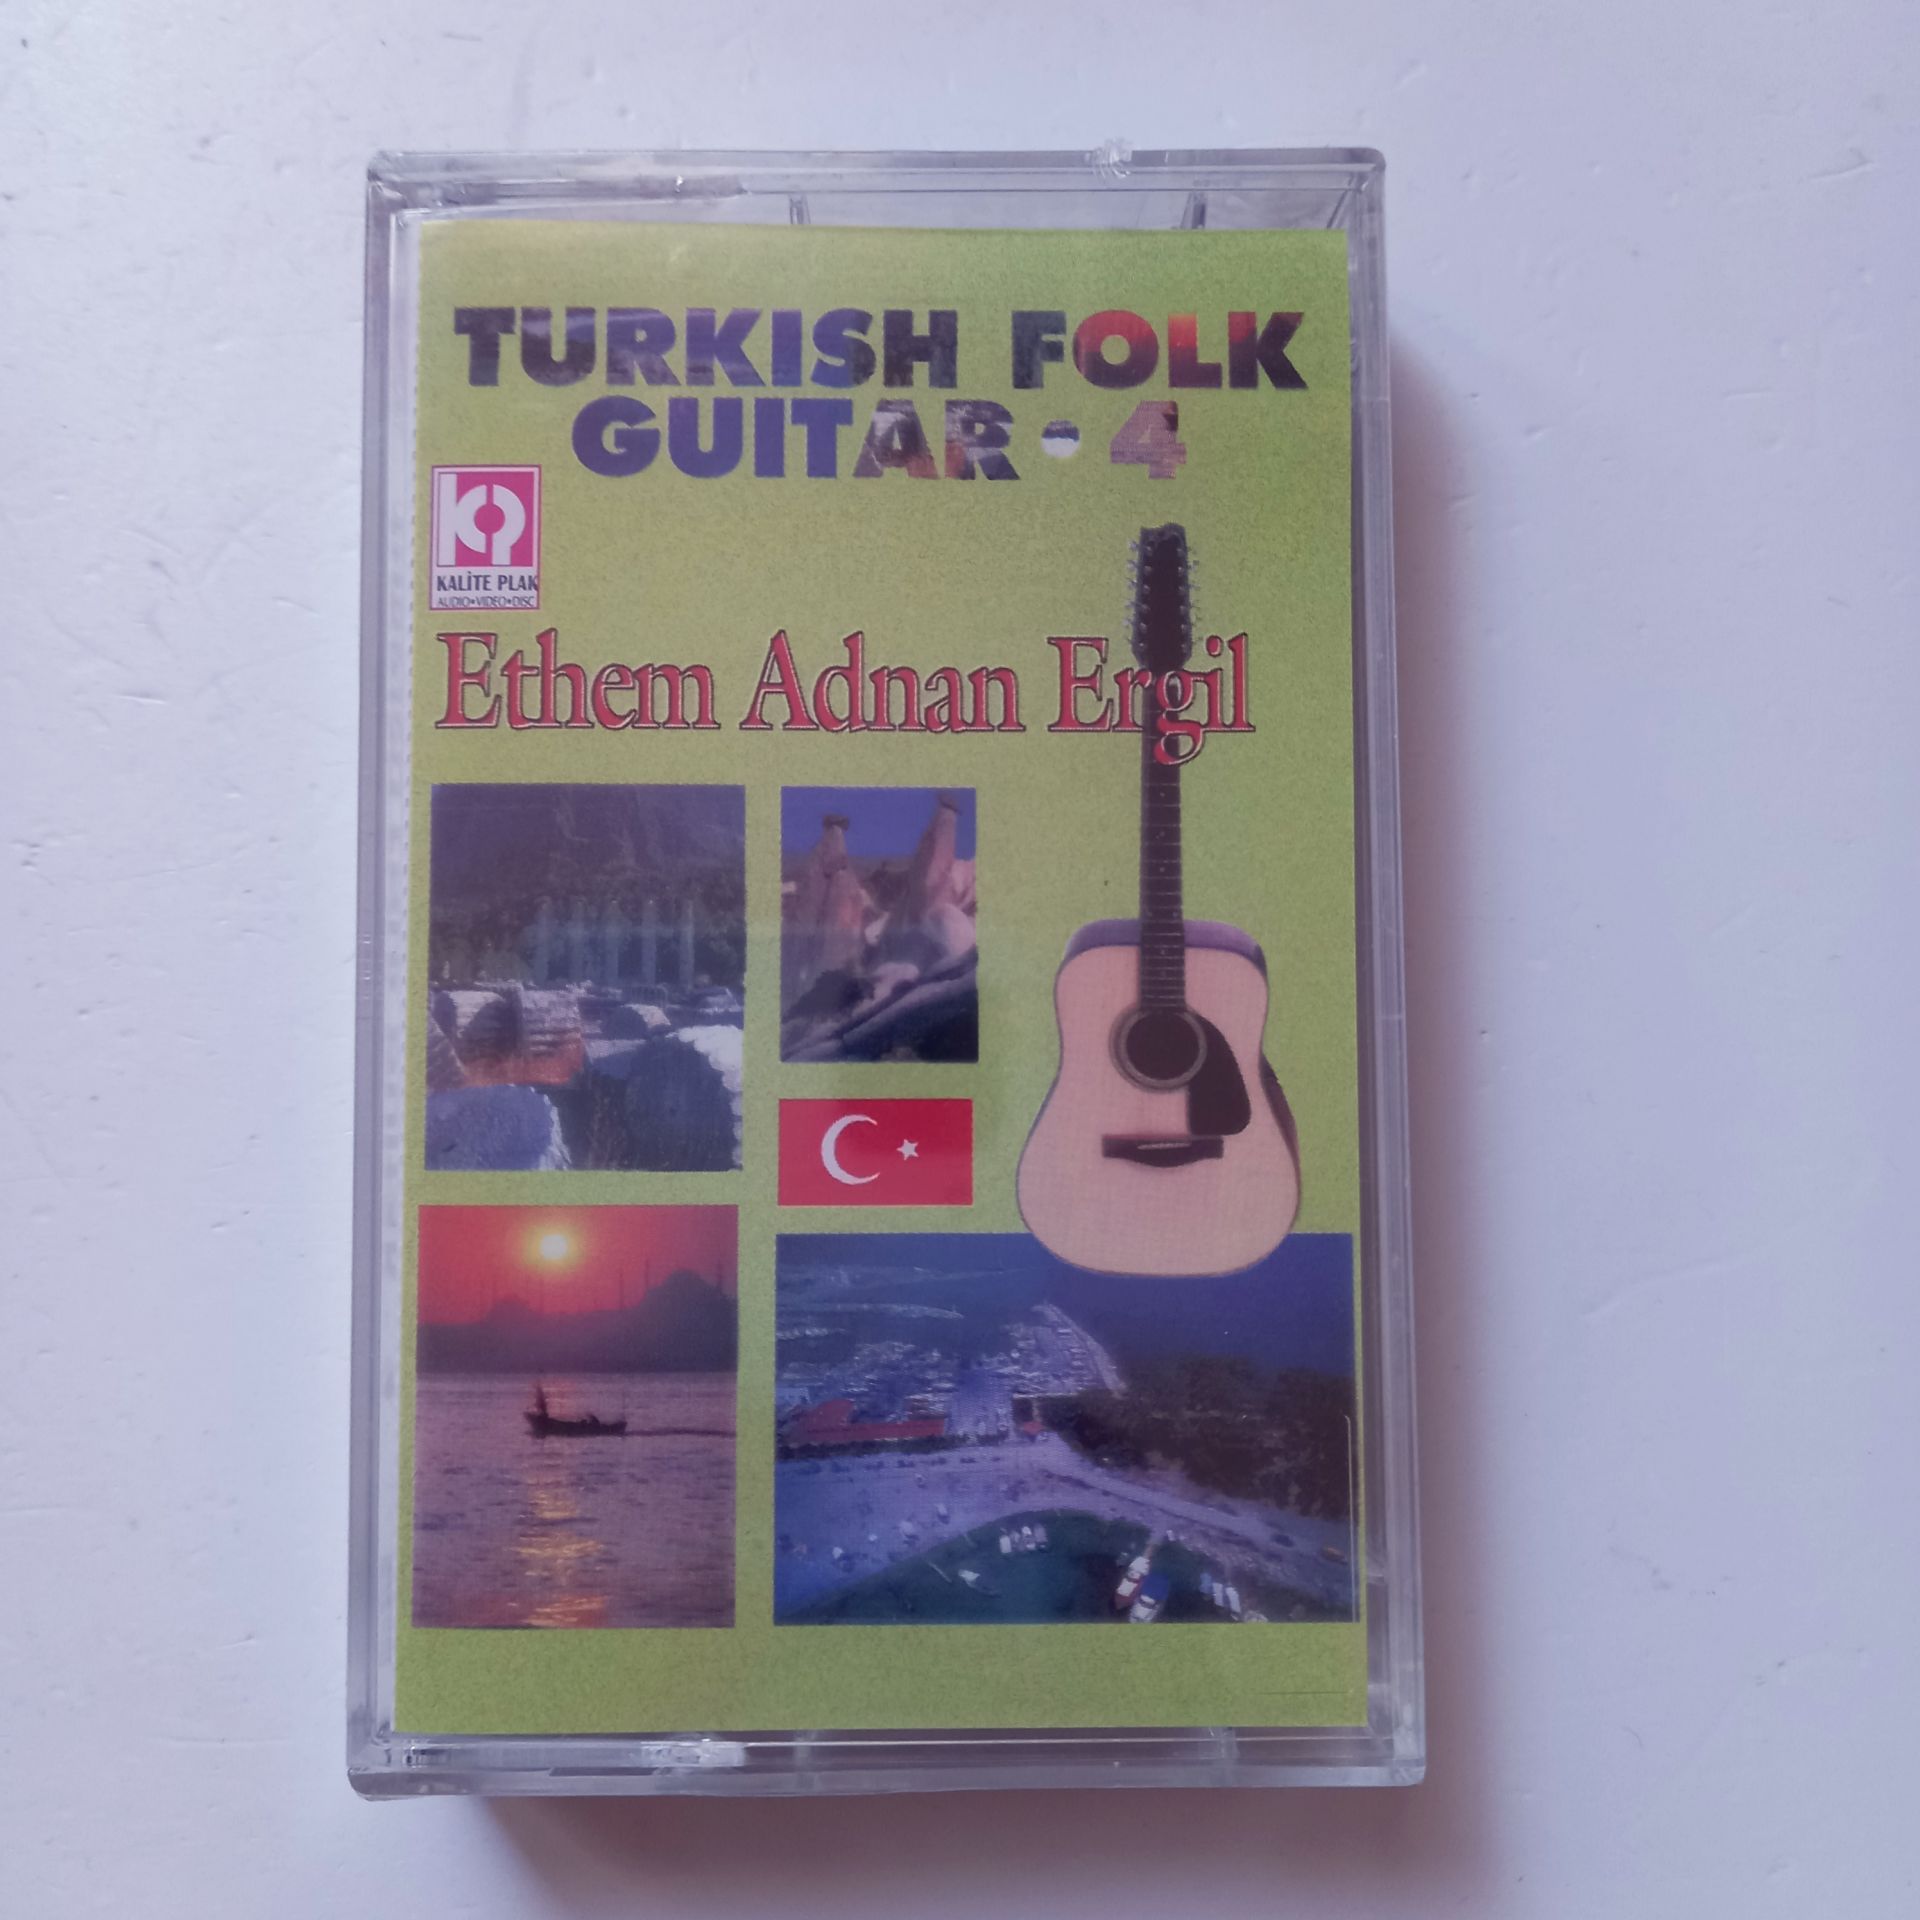 TURKISH FOLK
GUITAR • 4
KALİTE PLAK
AUDIO•VIDEO•DISC
Ethem Adnan Ergil